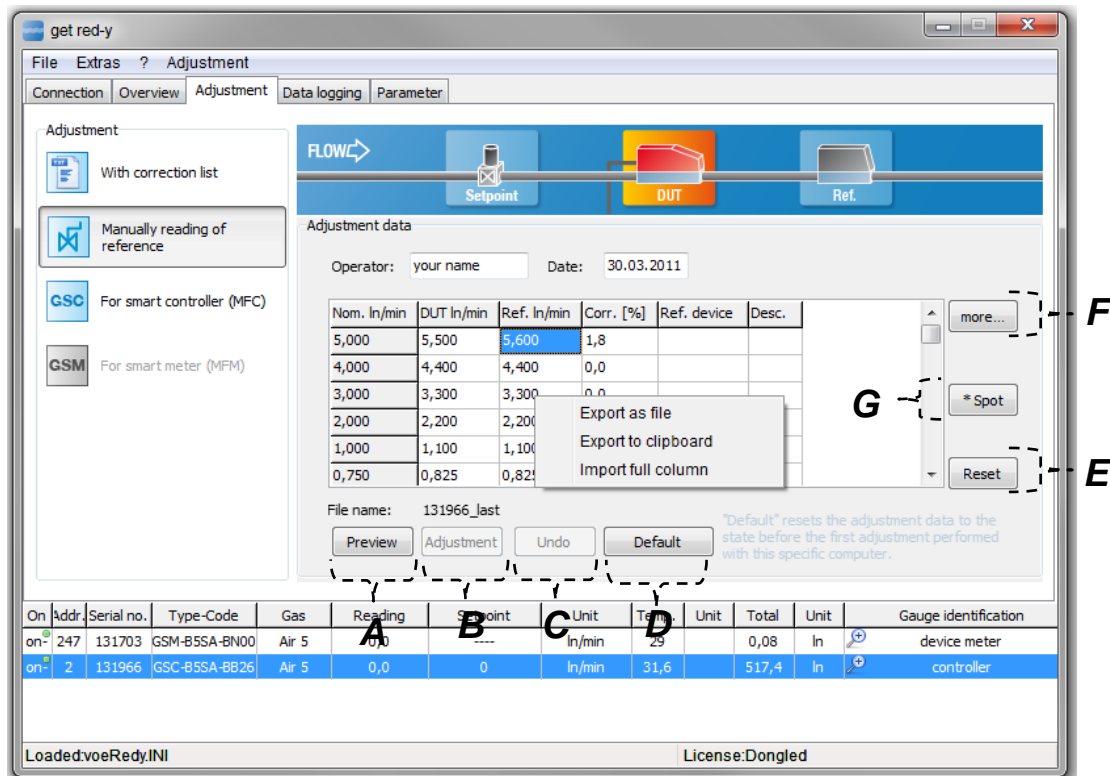 get red-y
File Extras ? Adjustment
Connection Overview Adjustment Data logging Parameter
Adjustment
TXT
With correction list
Manually reading of
reference
GSC For smart controller (MFC)
GSM For smart meter (MFM)
FLOW
Setpoint DUT Ref.
Adjustment data
Operator: your name Date: 30.03.2011
Nom. ln/min DUT ln/min Ref. ln/min Corr. [%] Ref. device Desc.
5,000 5,500 5,600 1,8
4,000 4,400 4,400 0,0
3,000 3,300 3,300 0,0
2,000 2,200 2,200
1,000 1,100 1,100
0,750 0,825 0,825
Export as file
Export to clipboard
Import full column
more... F
G * Spot
Reset E
File name: 131966_last
Preview Adjustment Undo Default
"Default" resets the adjustment data to the
state before the first adjustment performed
with this specific computer.
A B C D
On Addr. Serial no. Type-Code Gas Reading Setpoint Unit Temp. Unit Total Unit Gauge identification
on- 247 131703 GSM-B5SA-BN00 Air 5 0,0 ---- ln/min 29 0,08 ln device meter
on- 2 131966 GSC-B5SA-BB26 Air 5 0,0 0 ln/min 31,6 517,4 ln controller
Loaded:voeRedy.INI License:Dongled